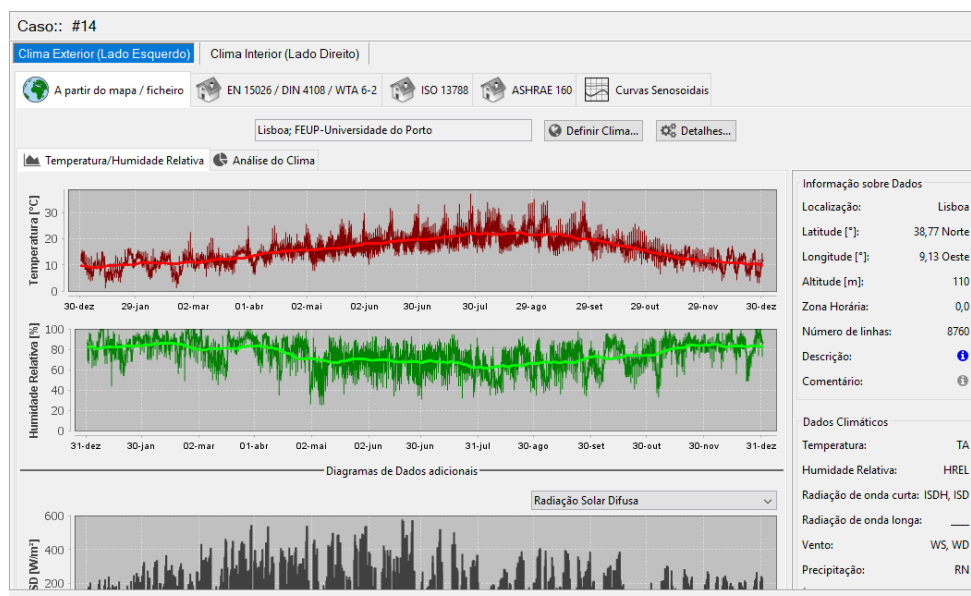 Caso:: #14
Clima Exterior (Lado Esquerdo) Clima Interior (Lado Direito)
A partir do mapa / ficheiro EN 15026 / DIN 4108 / WTA 6-2 ISO 13788 ASHRAE 160 Curvas Senosoidais
Lisboa; FEUP-Universidade do Porto Definir Clima... Detalhes...
Temperatura/Humidade Relativa Análise do Clima
Temperatura [°C]
30
20
10
0
30-dez 29-jan 02-mar 01-abr 02-mai 02-jun 30-jun 30-jul 29-ago 29-set 29-out 29-nov 30-dez
Humidade Relativa [%]
100
80
60
40
20
0
31-dez 30-jan 02-mar 01-abr 02-mai 02-jun 30-jun 31-jul 30-ago 30-set 30-out 30-nov 31-dez
Diagramas de Dados adicionais
Radiação Solar Difusa
SD [W/m²]
600
400
200
Informação sobre Dados
Localização: Lisboa
Latitude [°]: 38,77 Norte
Longitude [°]: 9,13 Oeste
Altitude [m]: 110
Zona Horária: 0,0
Número de linhas: 8760
Descrição:
Comentário:
Dados Climáticos
Temperatura: TA
Humidade Relativa: HREL
Radiação de onda curta: ISDH, ISD
Radiação de onda longa: ___
Vento: WS, WD
Precipitação: RN